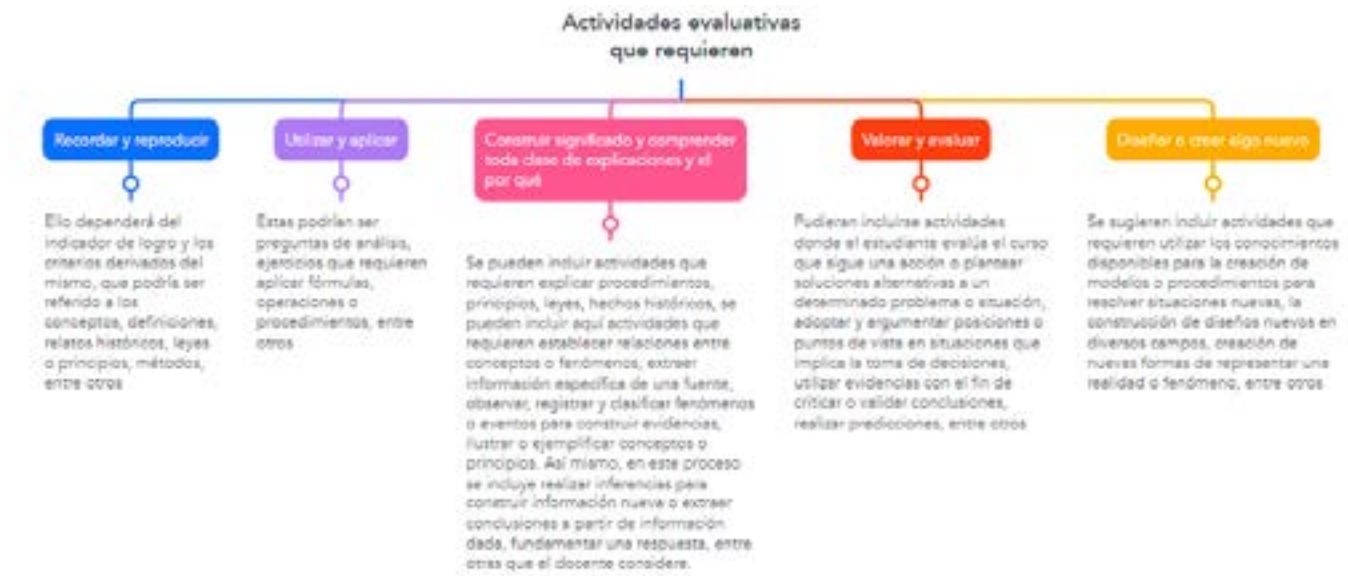 Actividades evaluativas
que requieren
Recordar y reproducir
Ello dependerá del
indicador de logro y los
criterios derivados del
mismo, que podría ser
referido a los
conceptos, definiciones,
relatos históricos, leyes
o principios, métodos,
entre otros
Utilizar y aplicar
Estas podrían ser
preguntas de análisis,
ejercicios que requieren
aplicar fórmulas,
operaciones o
procedimientos, entre
otros
Construir significado y comprender
toda clase de explicaciones y el
por qué
Se pueden incluir actividades que
requieren explicar procedimientos,
principios, leyes, hechos históricos, se
pueden incluir aquí actividades que
requieren establecer relaciones entre
conceptos o fenómenos, extraer
información específica de una fuente,
observar, registrar y clasificar fenómenos
o eventos para construir evidencias,
ilustrar o ejemplificar conceptos o
principios. Así mismo, en este proceso
se incluye realizar inferencias para
construir información nueva o extraer
conclusiones a partir de información
dada, fundamentar una respuesta, entre
otras que el docente considere.
Valorar y evaluar
Pudieran incluirse actividades
donde el estudiante evalúa el curso
que sigue una acción o plantear
soluciones alternativas a un
determinado problema o situación,
adoptar y argumentar posiciones o
puntos de vista en situaciones que
implica la toma de decisiones,
utilizar evidencias con el fin de
criticar o validar conclusiones,
realizar predicciones, entre otros
Diseñar o crear algo nuevo
Se sugieren incluir actividades que
requieren utilizar los conocimientos
disponibles para la creación de
modelos o procedimientos para
resolver situaciones nuevas, la
construcción de diseños nuevos en
diversos campos, creación de
nuevas formas de representar una
realidad o fenómeno, entre otros